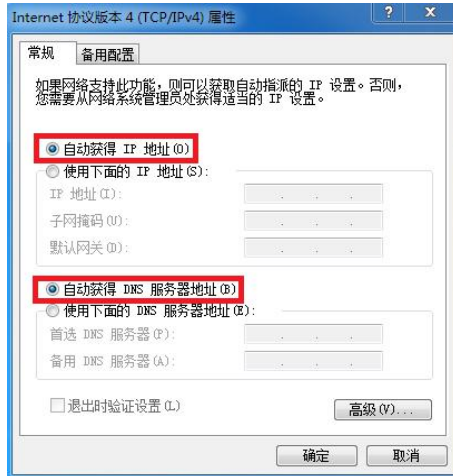 Internet 协议版本 4 (TCP/IPv4) 属性
? X
常规 备用配置
如果网络支持此功能，则可以获取自动指派的 IP 设置。否则，
您需要从网络系统管理员处获得适当的 IP 设置。
自动获得 IP 地址(O)
使用下面的 IP 地址(S):
IP 地址(I):
子网掩码(U):
默认网关(D):
自动获得 DNS 服务器地址(B)
使用下面的 DNS 服务器地址(E):
首选 DNS 服务器(P):
备用 DNS 服务器(A):
退出时验证设置(L)
高级(V)...
确定 取消